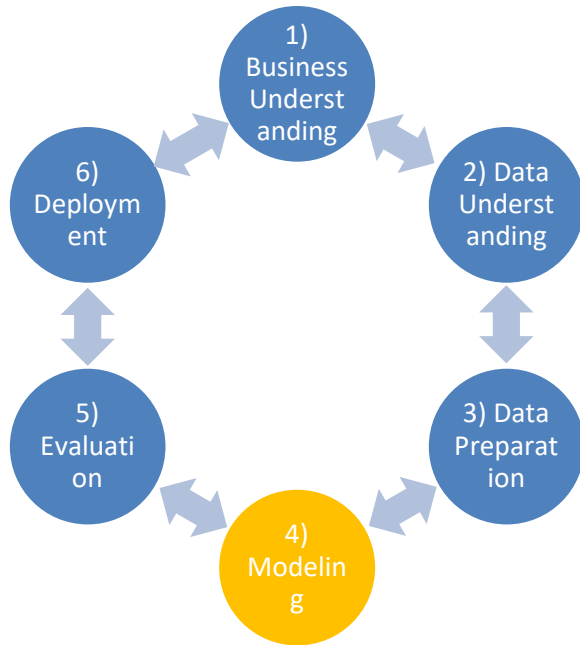 1)
Business
Underst
anding
2) Data
Underst
anding
3) Data
Preparat
ion
4)
Modelin
g
5)
Evaluati
on
6)
Deploym
ent